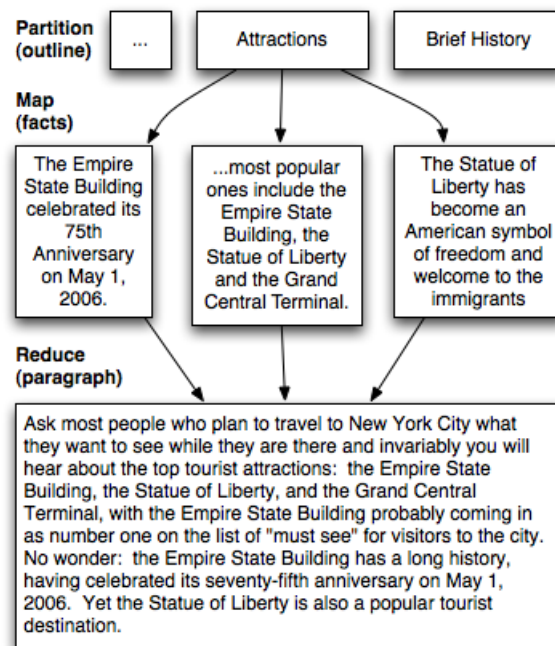 Partition
(outline)
...
Attractions
Brief History
Map
(facts)
The Empire
State Building
celebrated its
75th
Anniversary
on May 1,
2006.
...most popular
ones include the
Empire State
Building, the
Statue of Liberty
and the Grand
Central Terminal.
The Statue of
Liberty has
become an
American symbol
of freedom and
welcome to the
immigrants
Reduce
(paragraph)
Ask most people who plan to travel to New York City what
they want to see while they are there and invariably you will
hear about the top tourist attractions:  the Empire State
Building, the Statue of Liberty, and the Grand Central
Terminal, with the Empire State Building probably coming in
as number one on the list of "must see" for visitors to the city.
No wonder:  the Empire State Building has a long history,
having celebrated its seventy-fifth anniversary on May 1,
2006.  Yet the Statue of Liberty is also a popular tourist
destination.